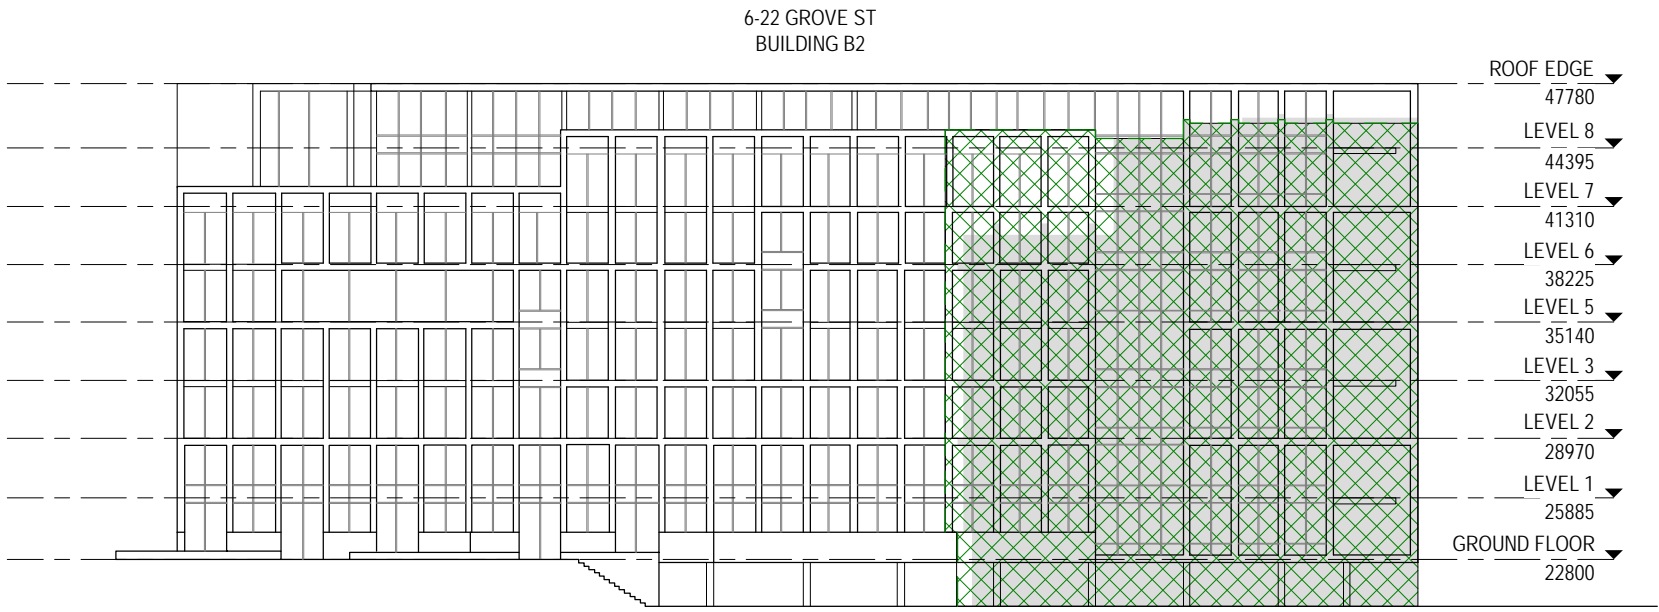 6-22 GROVE ST
BUILDING B2
ROOF EDGE
47780
LEVEL 8
44395
LEVEL 7
41310
LEVEL 6
38225
LEVEL 5
35140
LEVEL 3
32055
LEVEL 2
28970
LEVEL 1
25885
GROUND FLOOR
22800